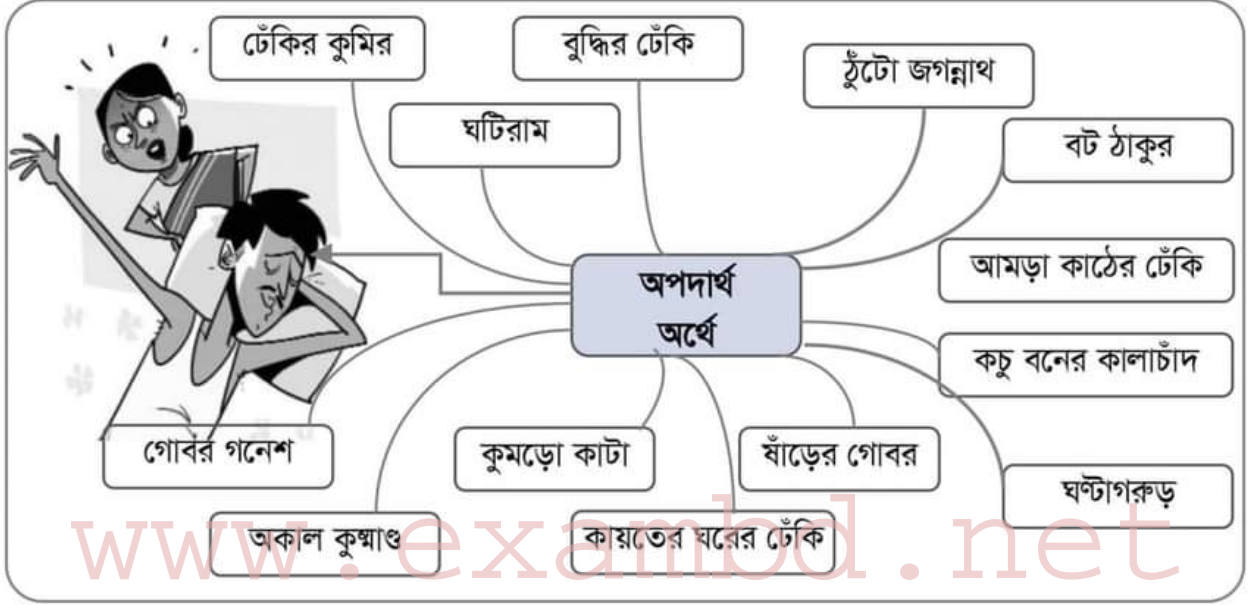 ঢেঁকির কুমির
বুদ্ধির ঢেঁকি
ঠুঁটো জগন্নাথ
ঘটিরাম
বট ঠাকুর
আমড়া কাঠের ঢেঁকি
অপদার্থ
অর্থে
কচু বনের কালাচাঁদ
গোবর গনেশ
কুমড়ো কাটা
ষাঁড়ের গোবর
ঘণ্টাগরুড়
অকাল কুষ্মাণ্ড
কায়তের ঘরের ঢেঁকি
www.exambd.net